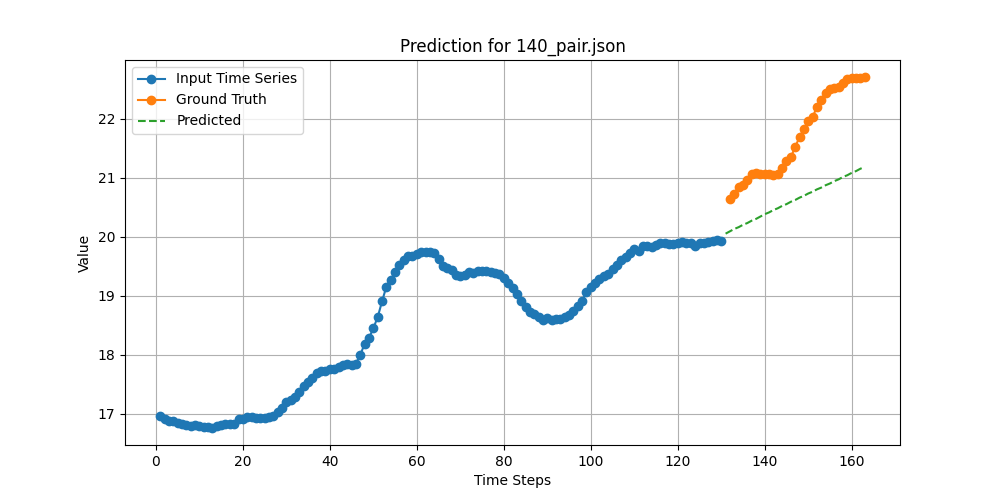 Prediction for 140_pair.json
Input Time Series
Ground Truth
Predicted
22
21
20
19
18
17
Value
0 20 40 60 80 100 120 140 160
Time Steps